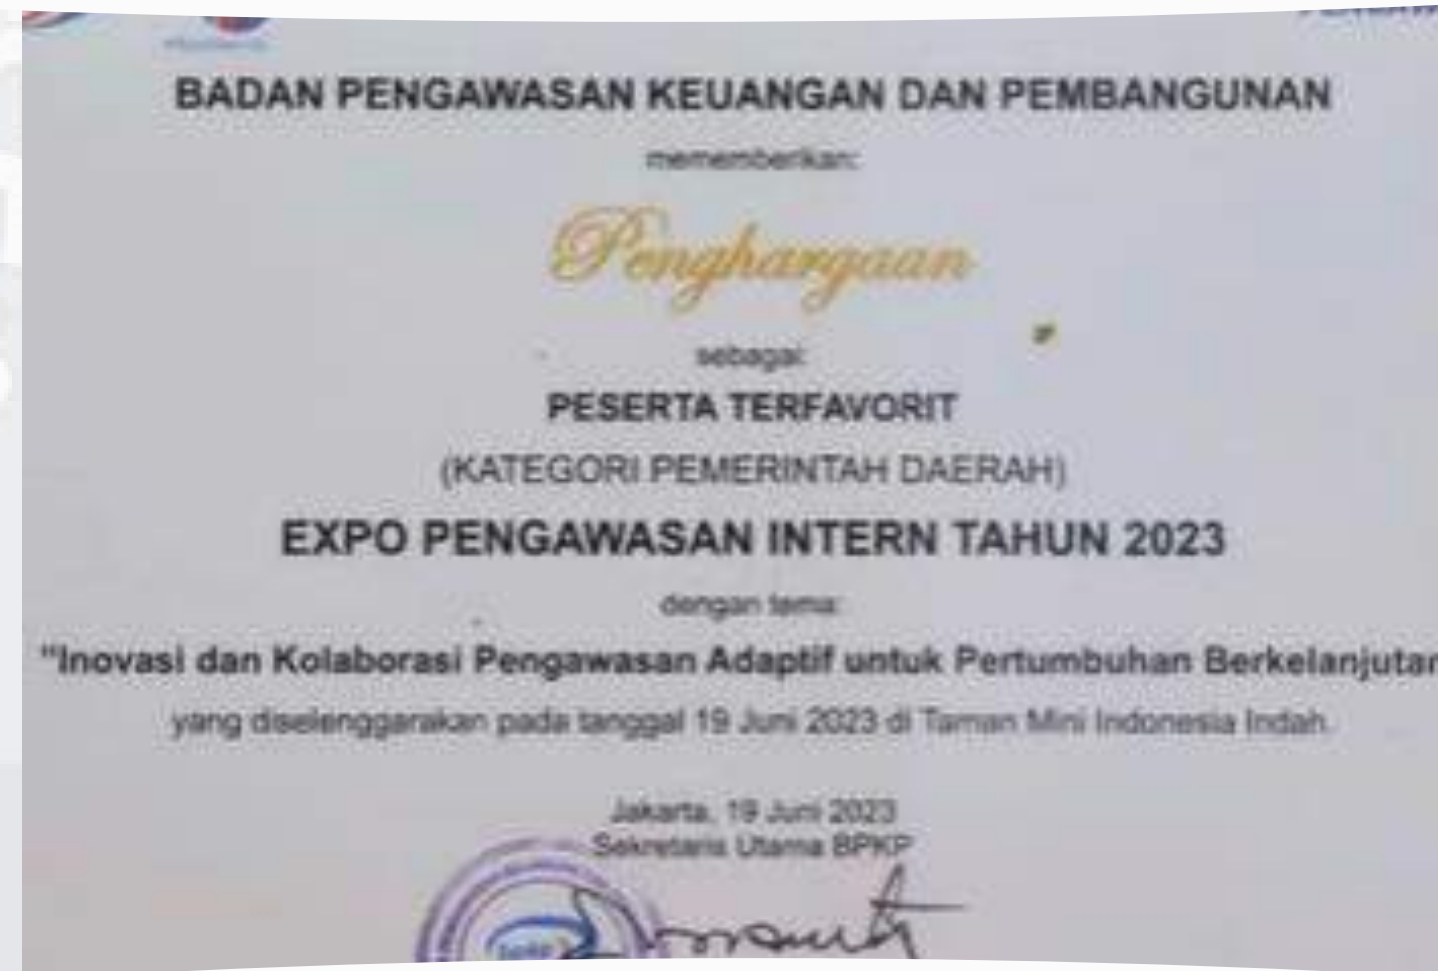 BADAN PENGAWASAN KEUANGAN DAN PEMBANGUNAN
mememberikan:
Penghargaan
sebagai:
PESERTA TERFAVORIT
(KATEGORI PEMERINTAH DAERAH)
EXPO PENGAWASAN INTERN TAHUN 2023
dengan tema:
"Inovasi dan Kolaborasi Pengawasan Adaptif untuk Pertumbuhan Berkelanjutan
yang diselenggarakan pada tanggal 19 Juni 2023 di Taman Mini Indonesia Indah.
Jakarta, 19 Juni 2023
Sekretaris Utama BPKP